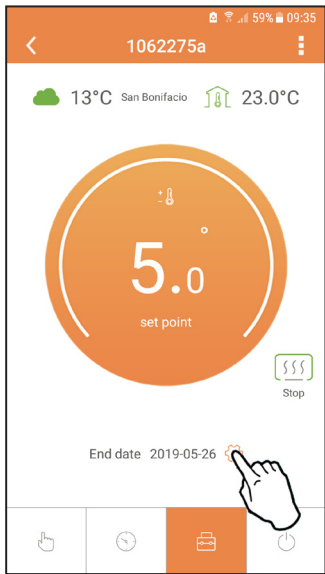 59% 09:35
1062275a
13°C San Bonifacio 23.0°C
5.0°
set point
Stop
End date 2019-05-26